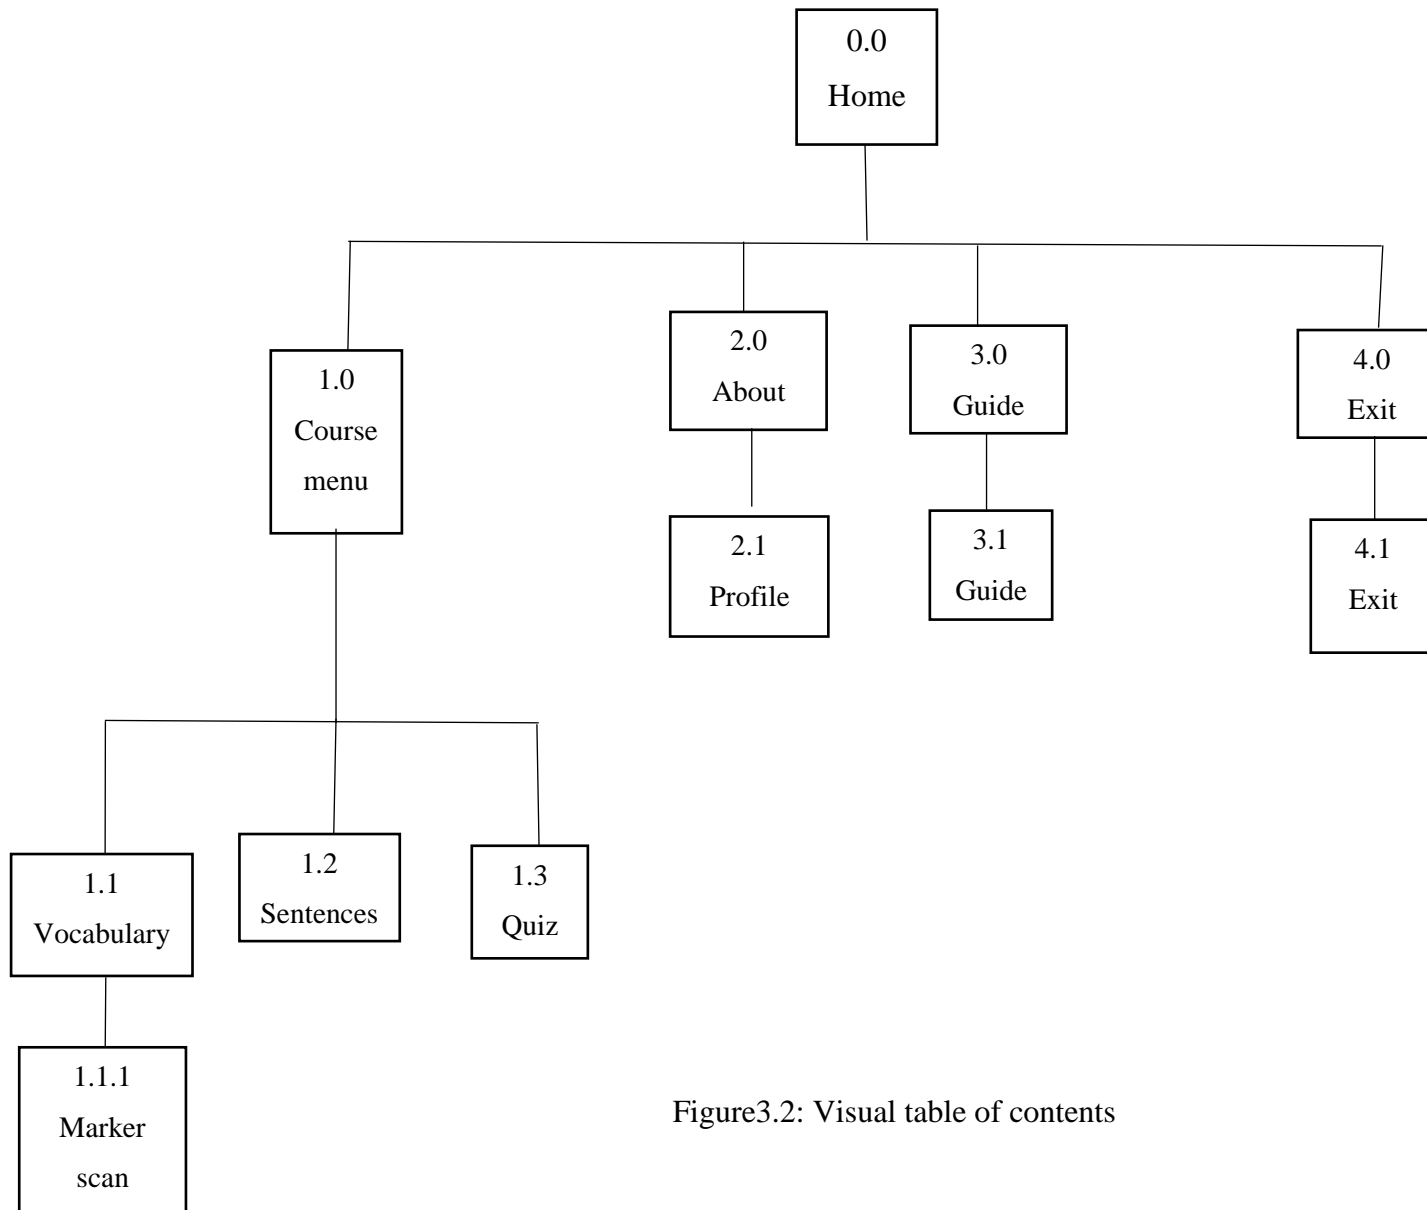 0.0
Home
1.0
Course
menu
2.0
About
3.0
Guide
4.0
Exit
2.1
Profile
3.1
Guide
4.1
Exit
1.1
Vocabulary
1.2
Sentences
1.3
Quiz
1.1.1
Marker
scan
Figure3.2: Visual table of contents